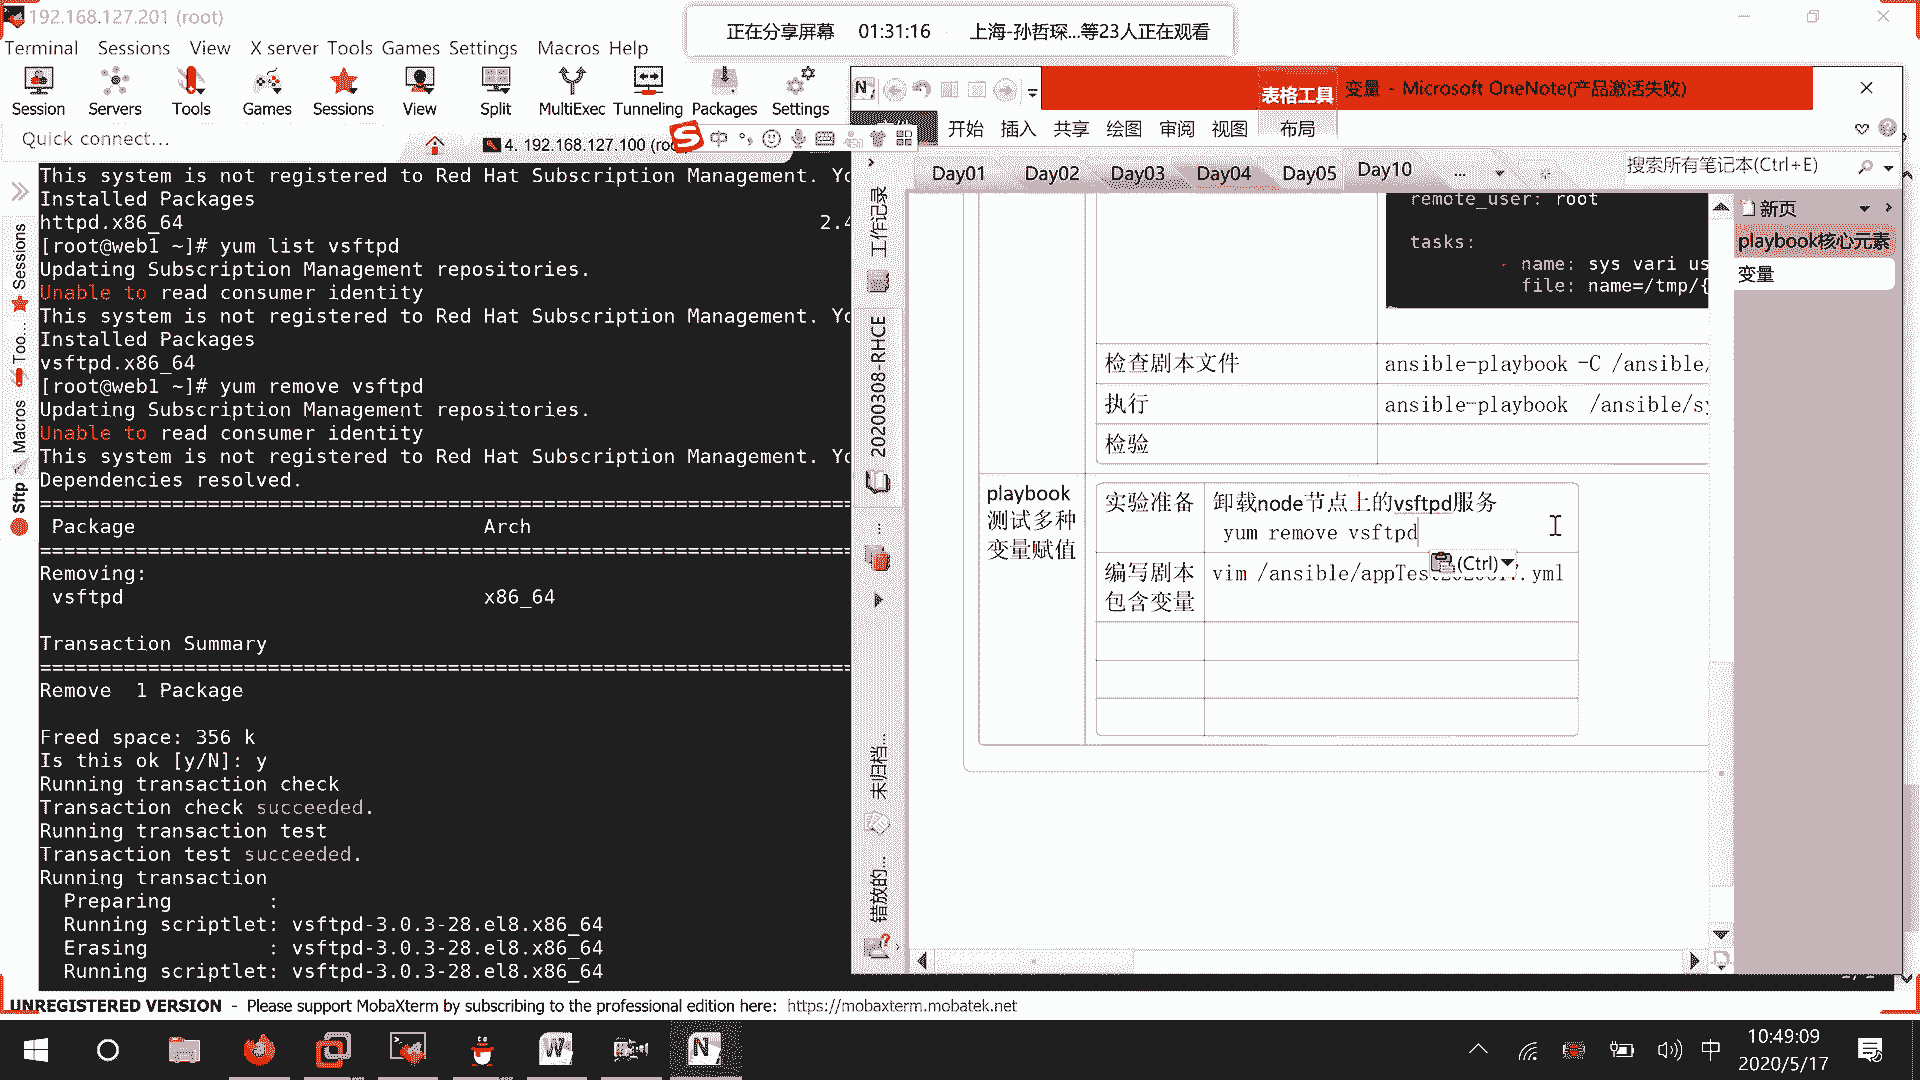 192.168.127.201 (root)
正在分享屏幕 01:31:16 上海-孙哲琛...等23人正在观看
Terminal Sessions View X server Tools Games Settings Macros Help
Session Servers Tools Games Sessions View Split MultiExec Tunneling Packages Settings
Quick connect...
4. 192.168.127.100 (ro
中
This system is not registered to Red Hat Subscription Management. Yo
Installed Packages
httpd.x86_64 2.4
[root@web1 ~]# yum list vsftpd
Updating Subscription Management repositories.
Unable to read consumer identity
This system is not registered to Red Hat Subscription Management. Yo
Installed Packages
vsftpd.x86_64
[root@web1 ~]# yum remove vsftpd
Updating Subscription Management repositories.
Unable to read consumer identity
This system is not registered to Red Hat Subscription Management. Yo
Dependencies resolved.
Package Arch
Removing:
vsftpd x86_64
Transaction Summary
Remove 1 Package
Freed space: 356 k
Is this ok [y/N]: y
Running transaction check
Transaction check succeeded.
Running transaction test
Transaction test succeeded.
Running transaction
Preparing :
Running scriptlet: vsftpd-3.0.3-28.el8.x86_64
Erasing : vsftpd-3.0.3-28.el8.x86_64
Running scriptlet: vsftpd-3.0.3-28.el8.x86_64
Sessions
Too...
Macros
Sftp
表格工具 变量 - Microsoft OneNote(产品激活失败)
开始 插入 共享 绘图 审阅 视图 布局
Day01 Day02 Day03 Day04 Day05 Day10 ...
搜索所有笔记本(Ctrl+E)
工作记录
20200308-RHCE
未归档...
错放的...
新页
playbook核心元素
变量
remote_user: root
tasks:
- name: sys vari us
file: name=/tmp/{
检查剧本文件 ansible-playbook -C /ansible/
执行 ansible-playbook /ansible/sy
检验
playbook
测试多种
变量赋值
实验准备 卸载node节点上的vsftpd服务
yum remove vsftpd
(Ctrl)
编写剧本 vim /ansible/appTest .yml
包含变量
UNREGISTERED VERSION - Please support MobaXterm by subscribing to the professional edition here: https://mobaxterm.mobatek.net
中
10:49:09
2020/5/17